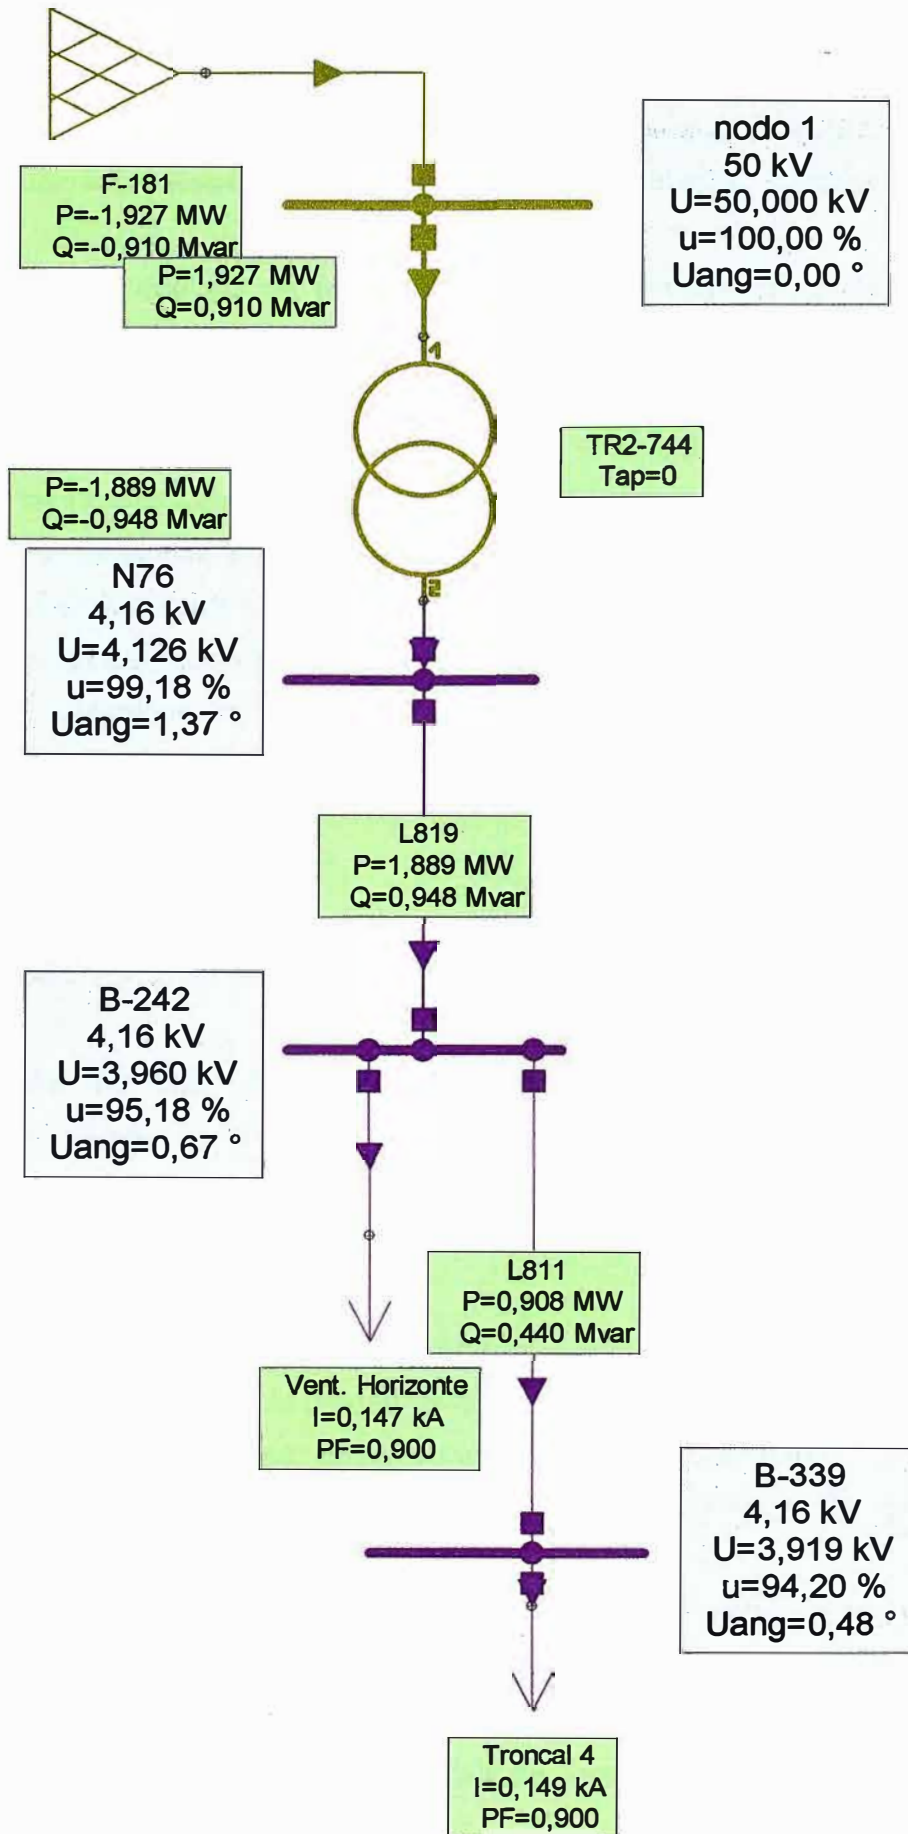 nodo 1
50 kV
U=50,000 kV
u=100,00 %
Uang=0,00 °
F-181
P=-1,927 MW
Q=-0,910 Mvar
P=1,927 MW
Q=0,910 Mvar
1
TR2-744
Tap=0
P=-1,889 MW
Q=-0,948 Mvar
2
N76
4,16 kV
U=4,126 kV
u=99,18 %
Uang=1,37 °
L819
P=1,889 MW
Q=0,948 Mvar
B-242
4,16 kV
U=3,960 kV
u=95,18 %
Uang=0,67 °
L811
P=0,908 MW
Q=0,440 Mvar
Vent. Horizonte
I=0,147 kA
PF=0,900
B-339
4,16 kV
U=3,919 kV
u=94,20 %
Uang=0,48 °
Troncal 4
I=0,149 kA
PF=0,900